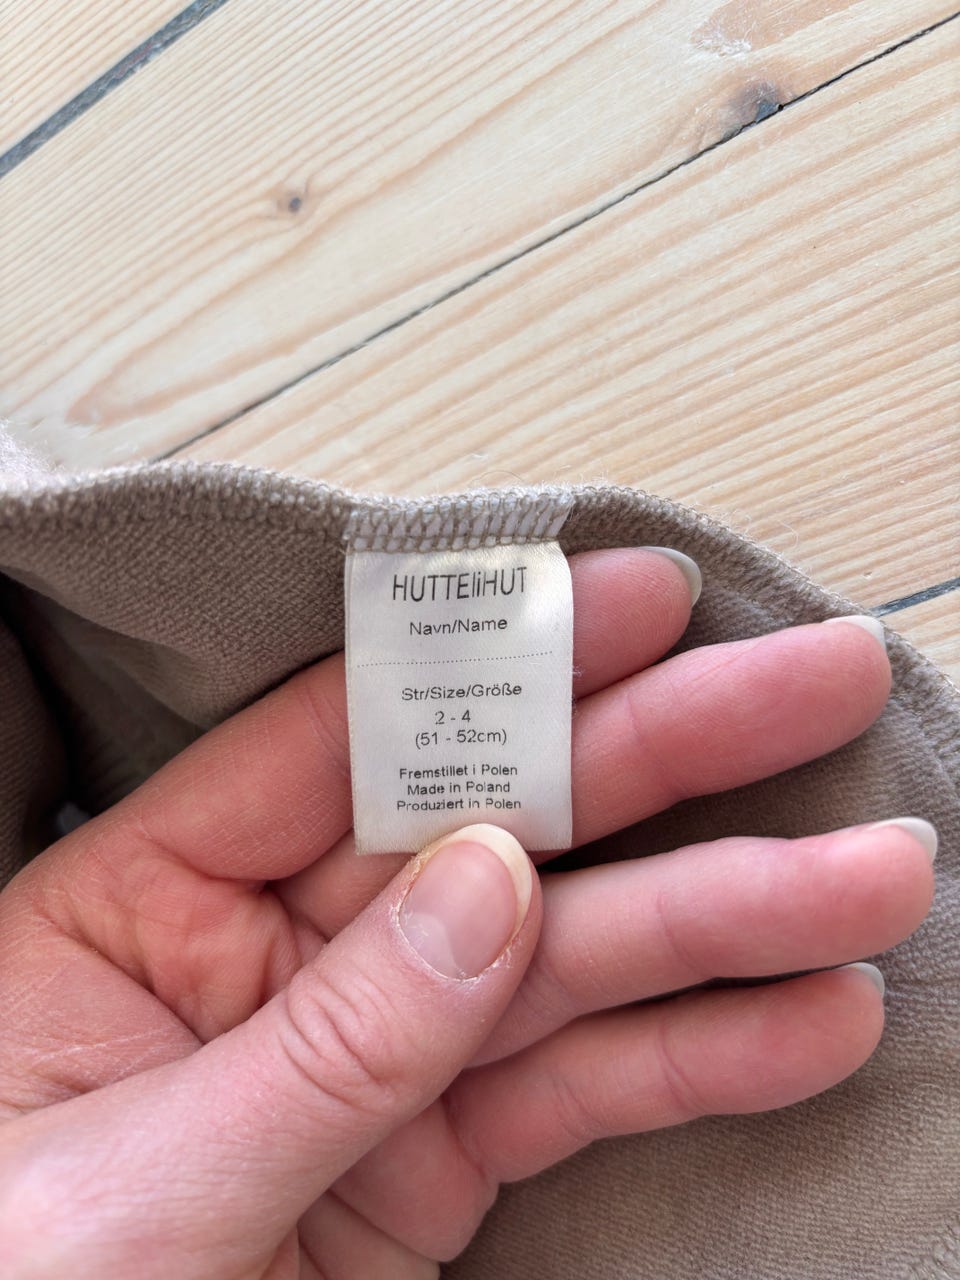 HUTTEliHUT
Navn/Name
Str/Size/Größe
2 - 4
(51 - 52cm)
Fremstillet i Polen
Made in Poland
Produziert in Polen